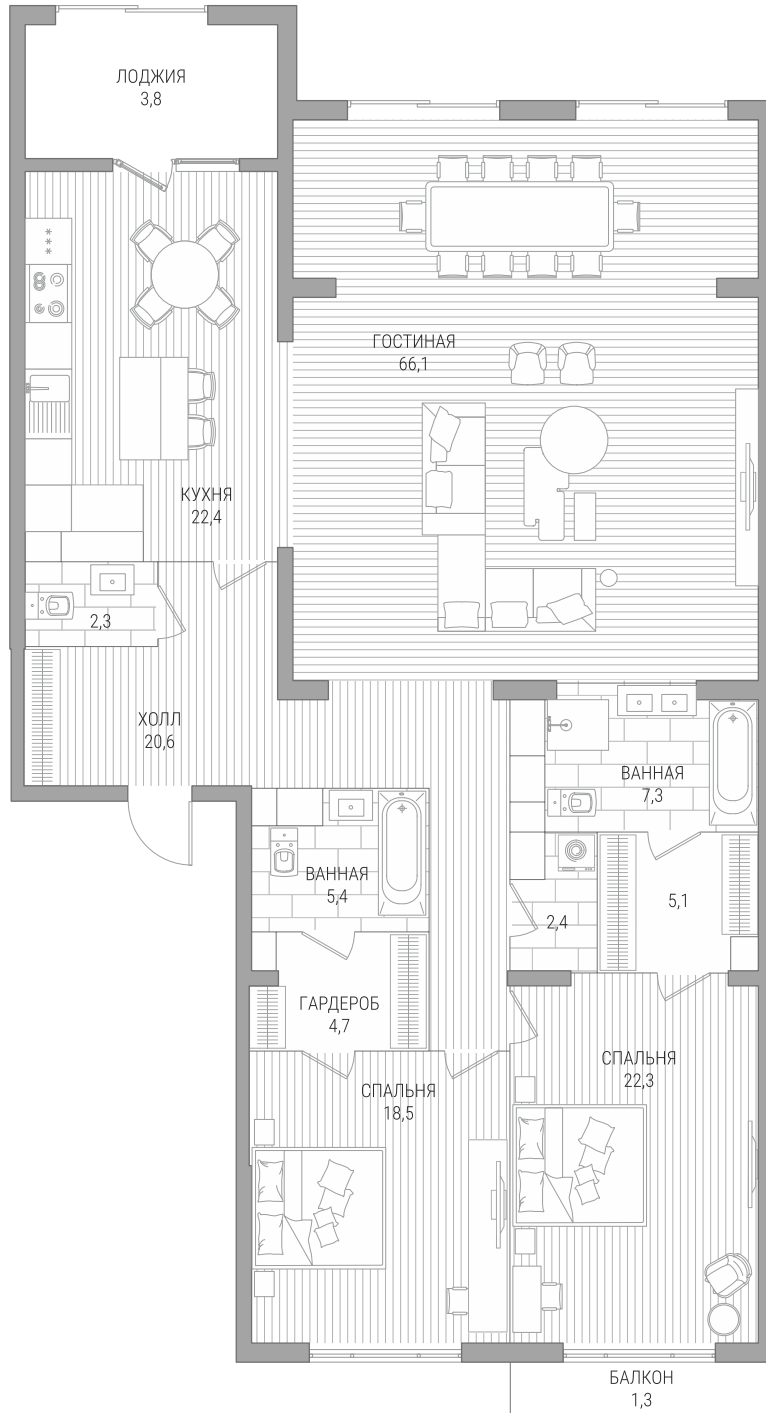 ЛОДЖИЯ
3,8
ГОСТИНАЯ
66,1
КУХНЯ
22,4
2,3
ХОЛЛ
20,6
ВАННАЯ
7,3
ВАННАЯ
5,4
5,1
2,4
ГАРДЕРОБ
4,7
СПАЛЬНЯ
22,3
СПАЛЬНЯ
18,5
БАЛКОН
1,3